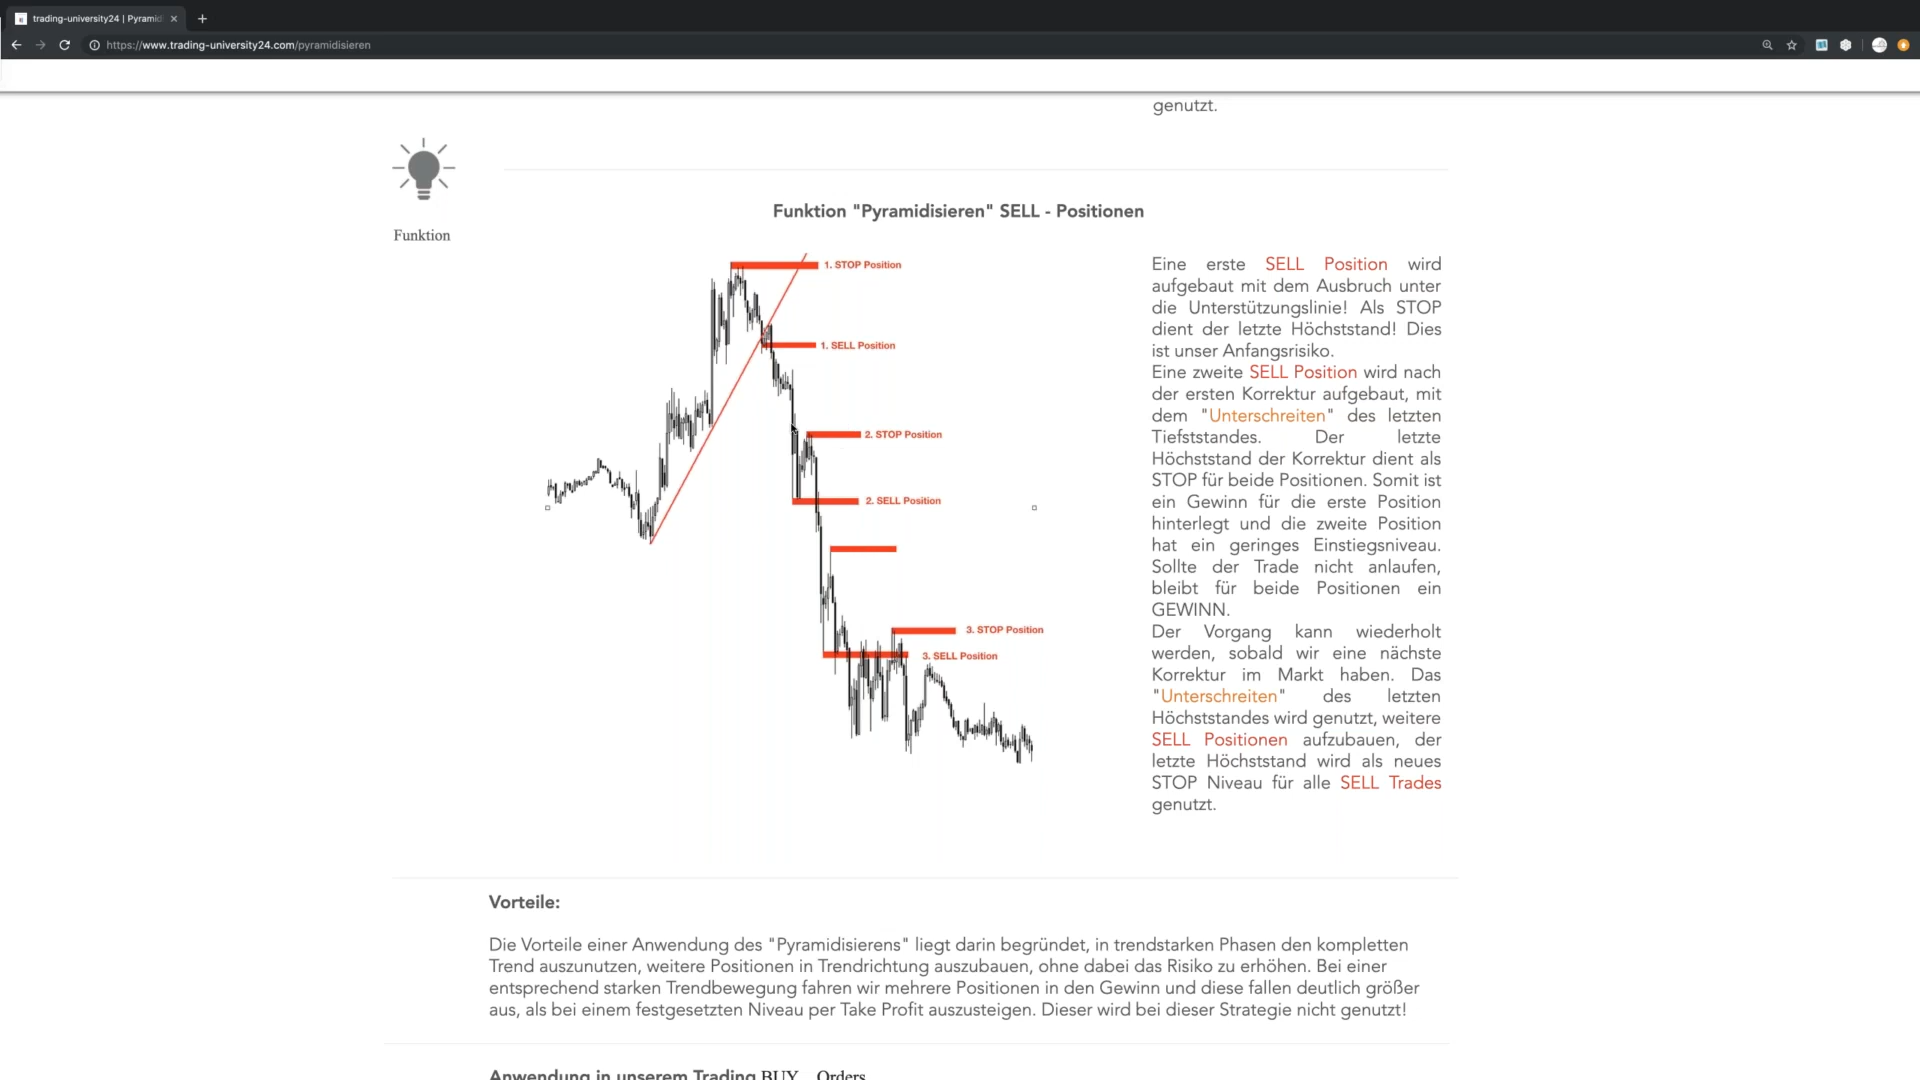 trading-university24 | Pyramid
https://www.trading-university24.com/pyramidisieren
genutzt.
Funktion
Funktion "Pyramidisieren" SELL - Positionen
1. STOP Position
1. SELL Position
2. STOP Position
2. SELL Position
3. STOP Position
3. SELL Position
Eine erste SELL Position wird
aufgebaut mit dem Ausbruch unter
die Unterstützungslinie! Als STOP
dient der letzte Höchststand! Dies
ist unser Anfangsrisiko.
Eine zweite SELL Position wird nach
der ersten Korrektur aufgebaut, mit
dem "Unterschreiten" des letzten
Tiefststandes. Der letzte
Höchststand der Korrektur dient als
STOP für beide Positionen. Somit ist
ein Gewinn für die erste Position
hinterlegt und die zweite Position
hat ein geringes Einstiegsniveau.
Sollte der Trade nicht anlaufen,
bleibt für beide Positionen ein
GEWINN.
Der Vorgang kann wiederholt
werden, sobald wir eine nächste
Korrektur im Markt haben. Das
"Unterschreiten" des letzten
Höchststandes wird genutzt, weitere
SELL Positionen aufzubauen, der
letzte Höchststand wird als neues
STOP Niveau für alle SELL Trades
genutzt.
Vorteile:
Die Vorteile einer Anwendung des "Pyramidisierens" liegt darin begründet, in trendstarken Phasen den kompletten
Trend auszunutzen, weitere Positionen in Trendrichtung auszubauen, ohne dabei das Risiko zu erhöhen. Bei einer
entsprechend starken Trendbewegung fahren wir mehrere Positionen in den Gewinn und diese fallen deutlich größer
aus, als bei einem festgesetzten Niveau per Take Profit auszusteigen. Dieser wird bei dieser Strategie nicht genutzt!
Anwendung in unserem Trading BUY Orders